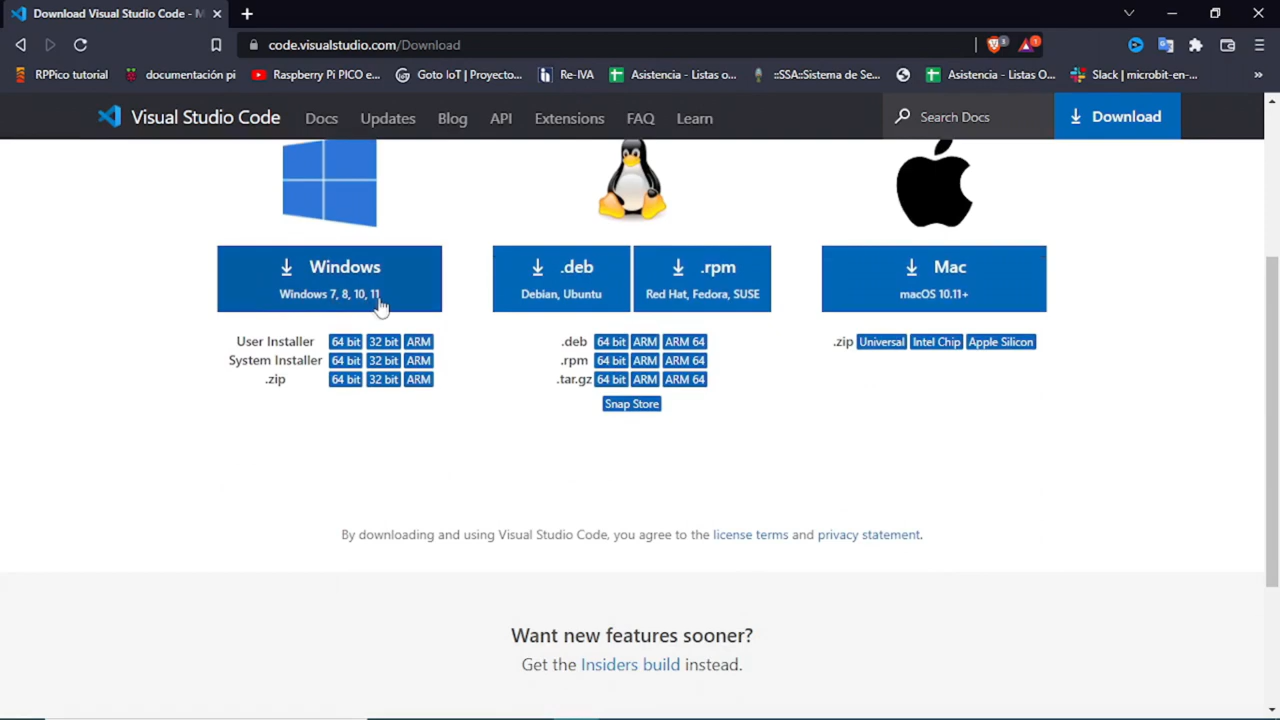 Download Visual Studio Code - M
code.visualstudio.com/Download
3
1
RPPico tutorial
documentación pi
Raspberry Pi PICO e...
Goto IoT | Proyecto...
Re-IVA
Asistencia - Listas o...
::SSA::Sistema de Se...
Asistencia - Listas O...
Slack | microbit-en-...
»
Visual Studio Code
Docs
Updates
Blog
API
Extensions
FAQ
Learn
Search Docs
Download
Windows
Windows 7, 8, 10, 11
.deb
Debian, Ubuntu
.rpm
Red Hat, Fedora, SUSE
Mac
macOS 10.11+
User Installer 64 bit 32 bit ARM
System Installer 64 bit 32 bit ARM
.zip 64 bit 32 bit ARM
.deb 64 bit ARM ARM 64
.rpm 64 bit ARM ARM 64
.tar.gz 64 bit ARM ARM 64
Snap Store
.zip Universal Intel Chip Apple Silicon
By downloading and using Visual Studio Code, you agree to the license terms and privacy statement.
Want new features sooner?
Get the Insiders build instead.